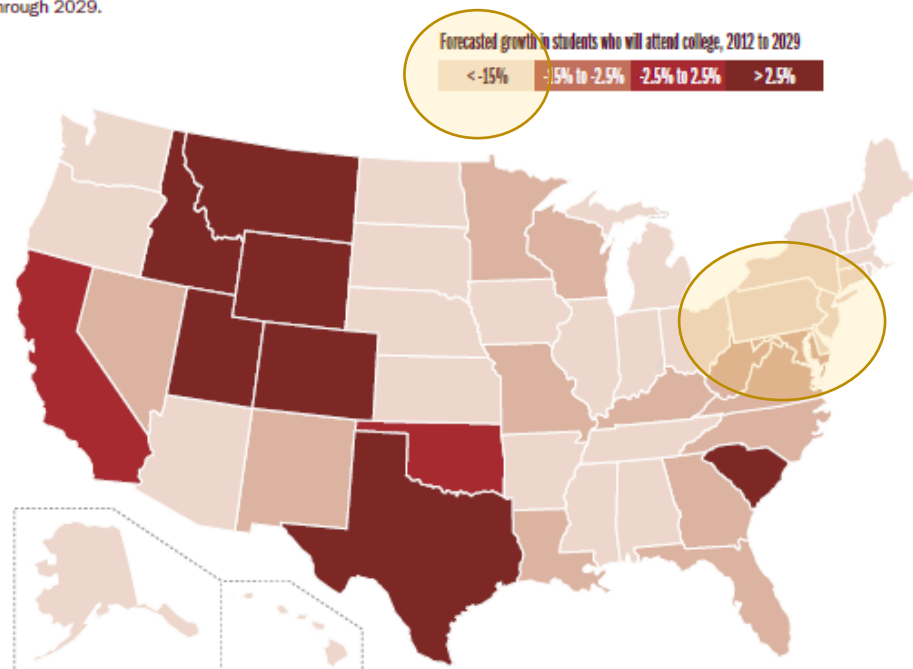 hrough 2029.
Forecasted growth in students who will attend college, 2012 to 2029
< -15% -15% to -2.5% -2.5% to 2.5% > 2.5%